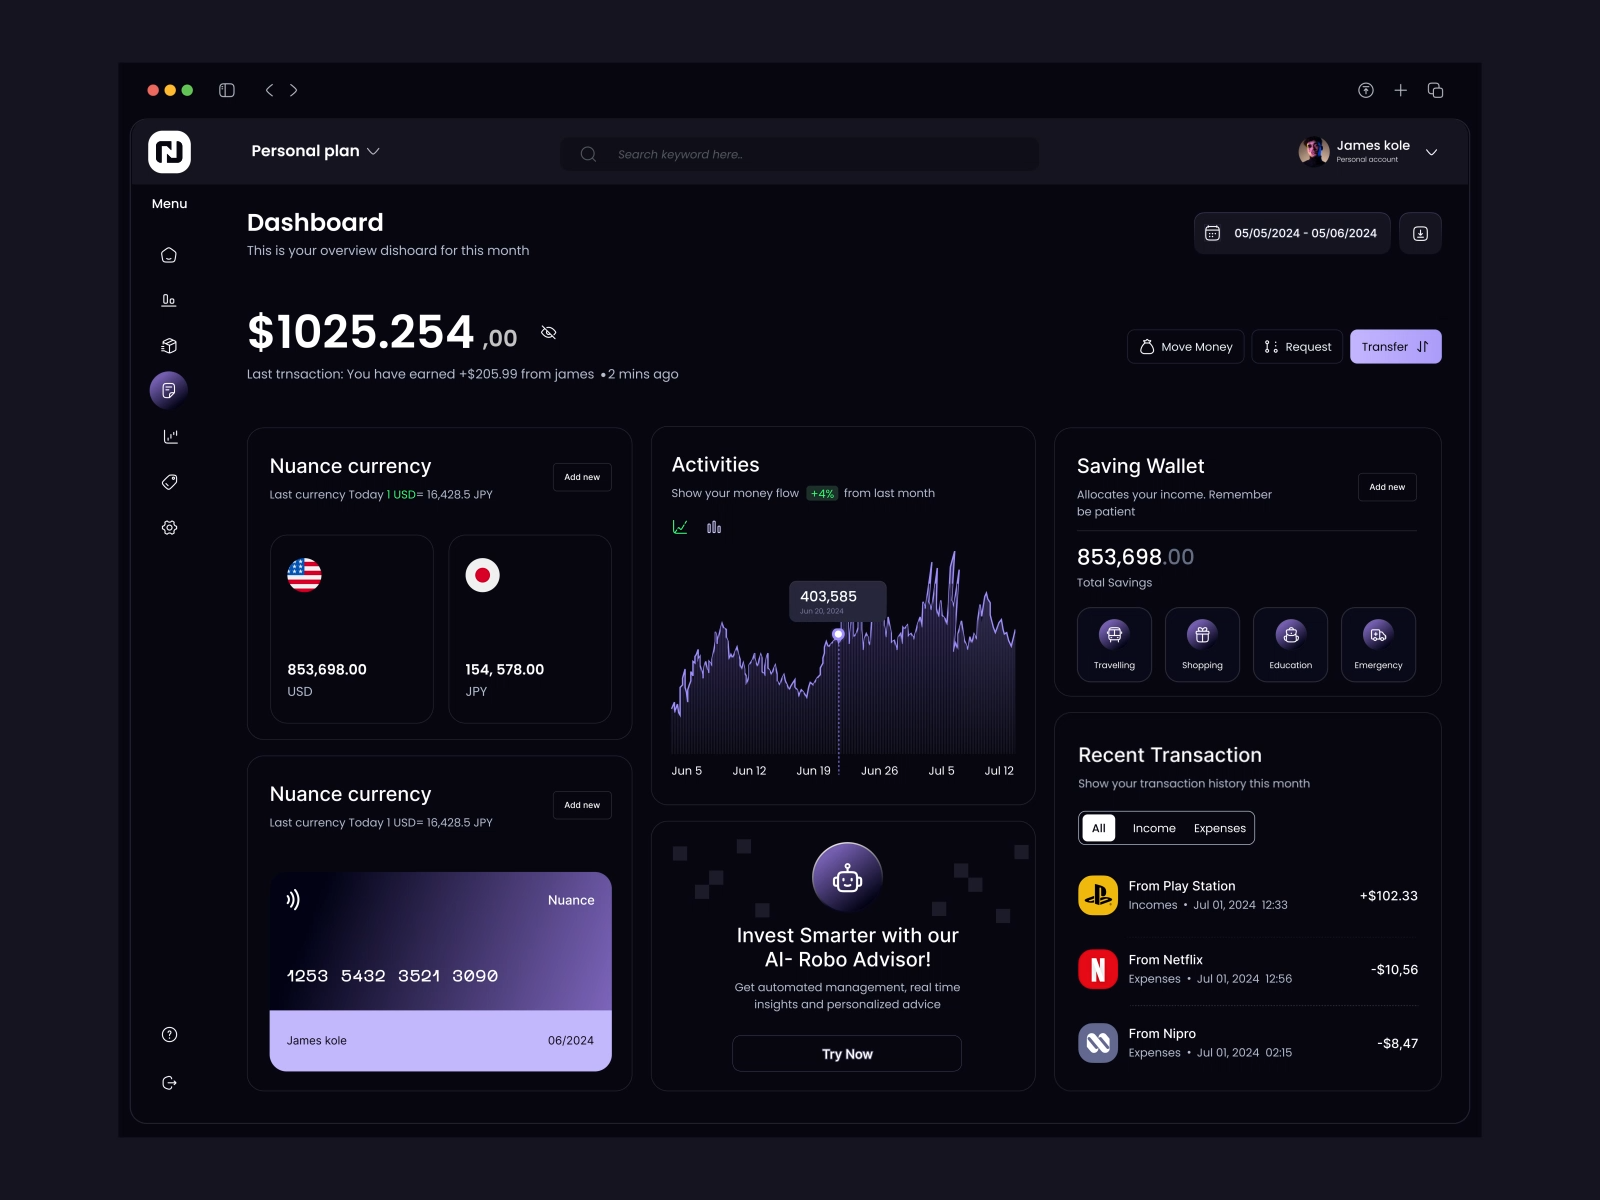 Personal plan
Search keyword here..
James kole
Personal account
Menu
Dashboard
This is your overview dishoard for this month
05/05/2024 - 05/06/2024
$1025.254 ,00
Last trnsaction: You have earned +$205.99 from james •2 mins ago
Move Money
Request
Transfer
Nuance currency
Last currency Today 1 USD= 16,428.5 JPY
Add new
853,698.00
USD
154, 578.00
JPY
Nuance currency
Last currency Today 1 USD= 16,428.5 JPY
Add new
Nuance
1253 5432 3521 3090
James kole
06/2024
Activities
Show your money flow +4% from last month
403,585
Jun 20, 2024
Jun 5 Jun 12 Jun 19 Jun 26 Jul 5 Jul 12
Invest Smarter with our
AI- Robo Advisor!
Get automated management, real time
insights and personalized advice
Try Now
Saving Wallet
Allocates your income. Remember
be patient
Add new
853,698.00
Total Savings
Travelling
Shopping
Education
Emergency
Recent Transaction
Show your transaction history this month
All Income Expenses
From Play Station
Incomes • Jul 01, 2024 12:33
+$102.33
From Netflix
Expenses • Jul 01, 2024 12:56
-$10,56
From Nipro
Expenses • Jul 01, 2024 02:15
-$8,47